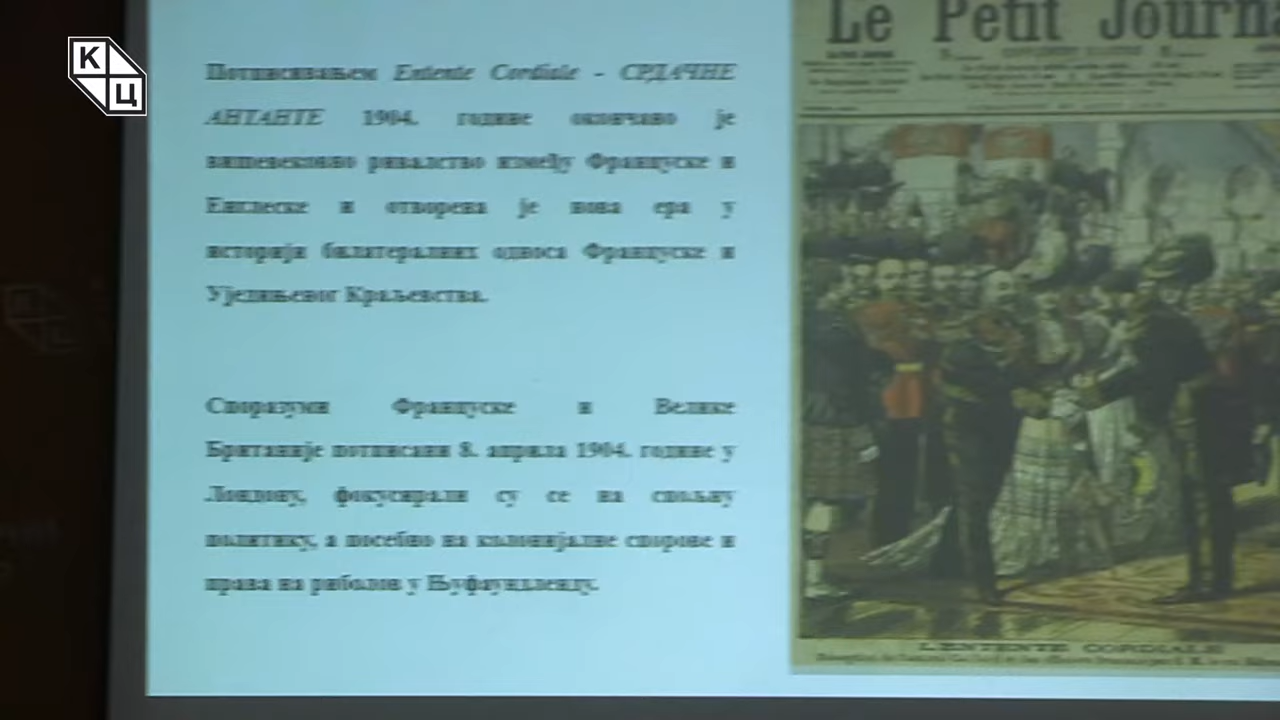 К
Ц
Le Petit Journa
Потписивањем Entente Cordiale - СРДАЧНЕ
АНТАНТЕ 1904. године окончано је
вишевековно ривалство између Француске и
Енглеске и отворена је нова ера у
историји билатералних односа Француске и
Уједињеног Краљевства.
Споразуми Француске и Велике
Британије потписани 8. априла 1904. године у
Лондону, фокусирали су се на спољну
политику, а посебно на колонијалне спорове и
права на риболов у Њуфаундленду.
L'ENTENTE CORDIALE